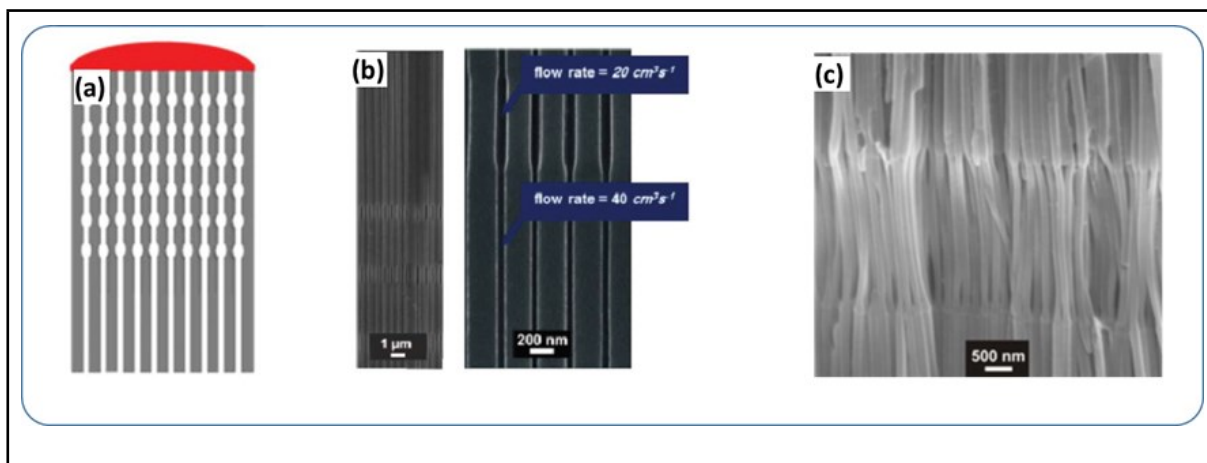 (a)
(b)
flow rate = 20 cm³s⁻¹
flow rate = 40 cm³s⁻¹
1 µm
200 nm
(c)
500 nm